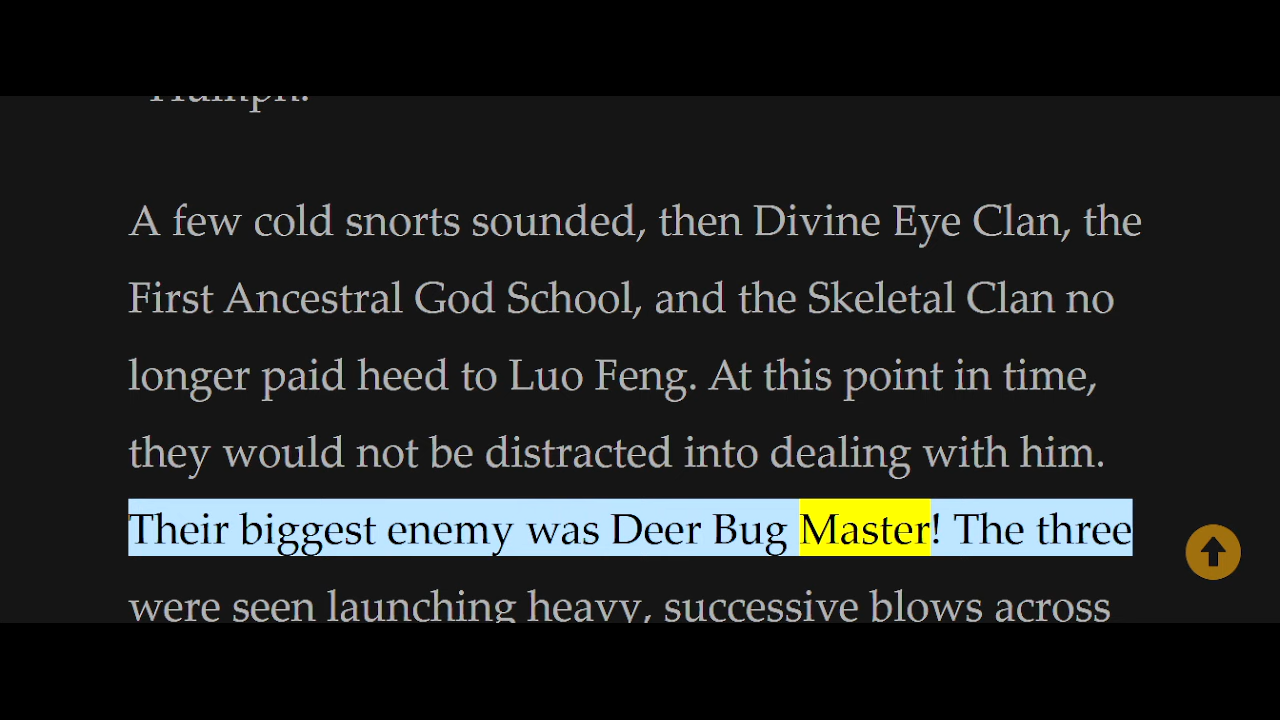 A few cold snorts sounded, then Divine Eye Clan, the
First Ancestral God School, and the Skeletal Clan no
longer paid heed to Luo Feng. At this point in time,
they would not be distracted into dealing with him.
Their biggest enemy was Deer Bug Master! The three
were seen launching heavy, successive blows across